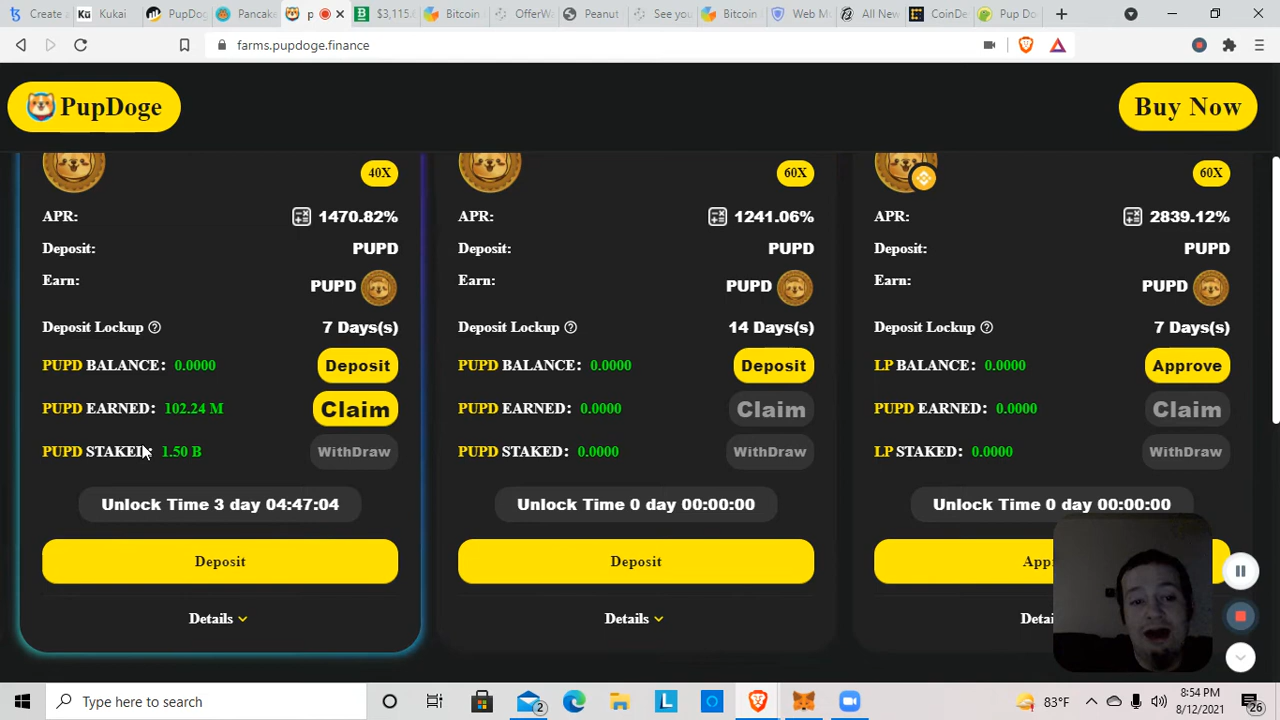 Create a
Kukai
PupDog
Pancake
p
$3,115.
Bitcoin
OfferWa
Peanut
See you
Bitcoin
Web M
All New
CoinDe
Pup Do
farms.pupdoge.finance
PupDoge
Buy Now
40X
APR: 1470.82%
Deposit: PUPD
Earn: PUPD
Deposit Lockup 7 Days(s)
PUPD BALANCE: 0.0000 Deposit
PUPD EARNED: 102.24 M Claim
PUPD STAKED: 1.50 B WithDraw
Unlock Time 3 day 04:47:04
Deposit
Details
60X
APR: 1241.06%
Deposit: PUPD
Earn: PUPD
Deposit Lockup 14 Days(s)
PUPD BALANCE: 0.0000 Deposit
PUPD EARNED: 0.0000 Claim
PUPD STAKED: 0.0000 WithDraw
Unlock Time 0 day 00:00:00
Deposit
Details
60X
APR: 2839.12%
Deposit: PUPD
Earn: PUPD
Deposit Lockup 7 Days(s)
LP BALANCE: 0.0000 Approve
PUPD EARNED: 0.0000 Claim
LP STAKED: 0.0000 WithDraw
Unlock Time 0 day 00:00:00
App
Detai
Type here to search
2
83°F
8:54 PM
8/12/2021
26